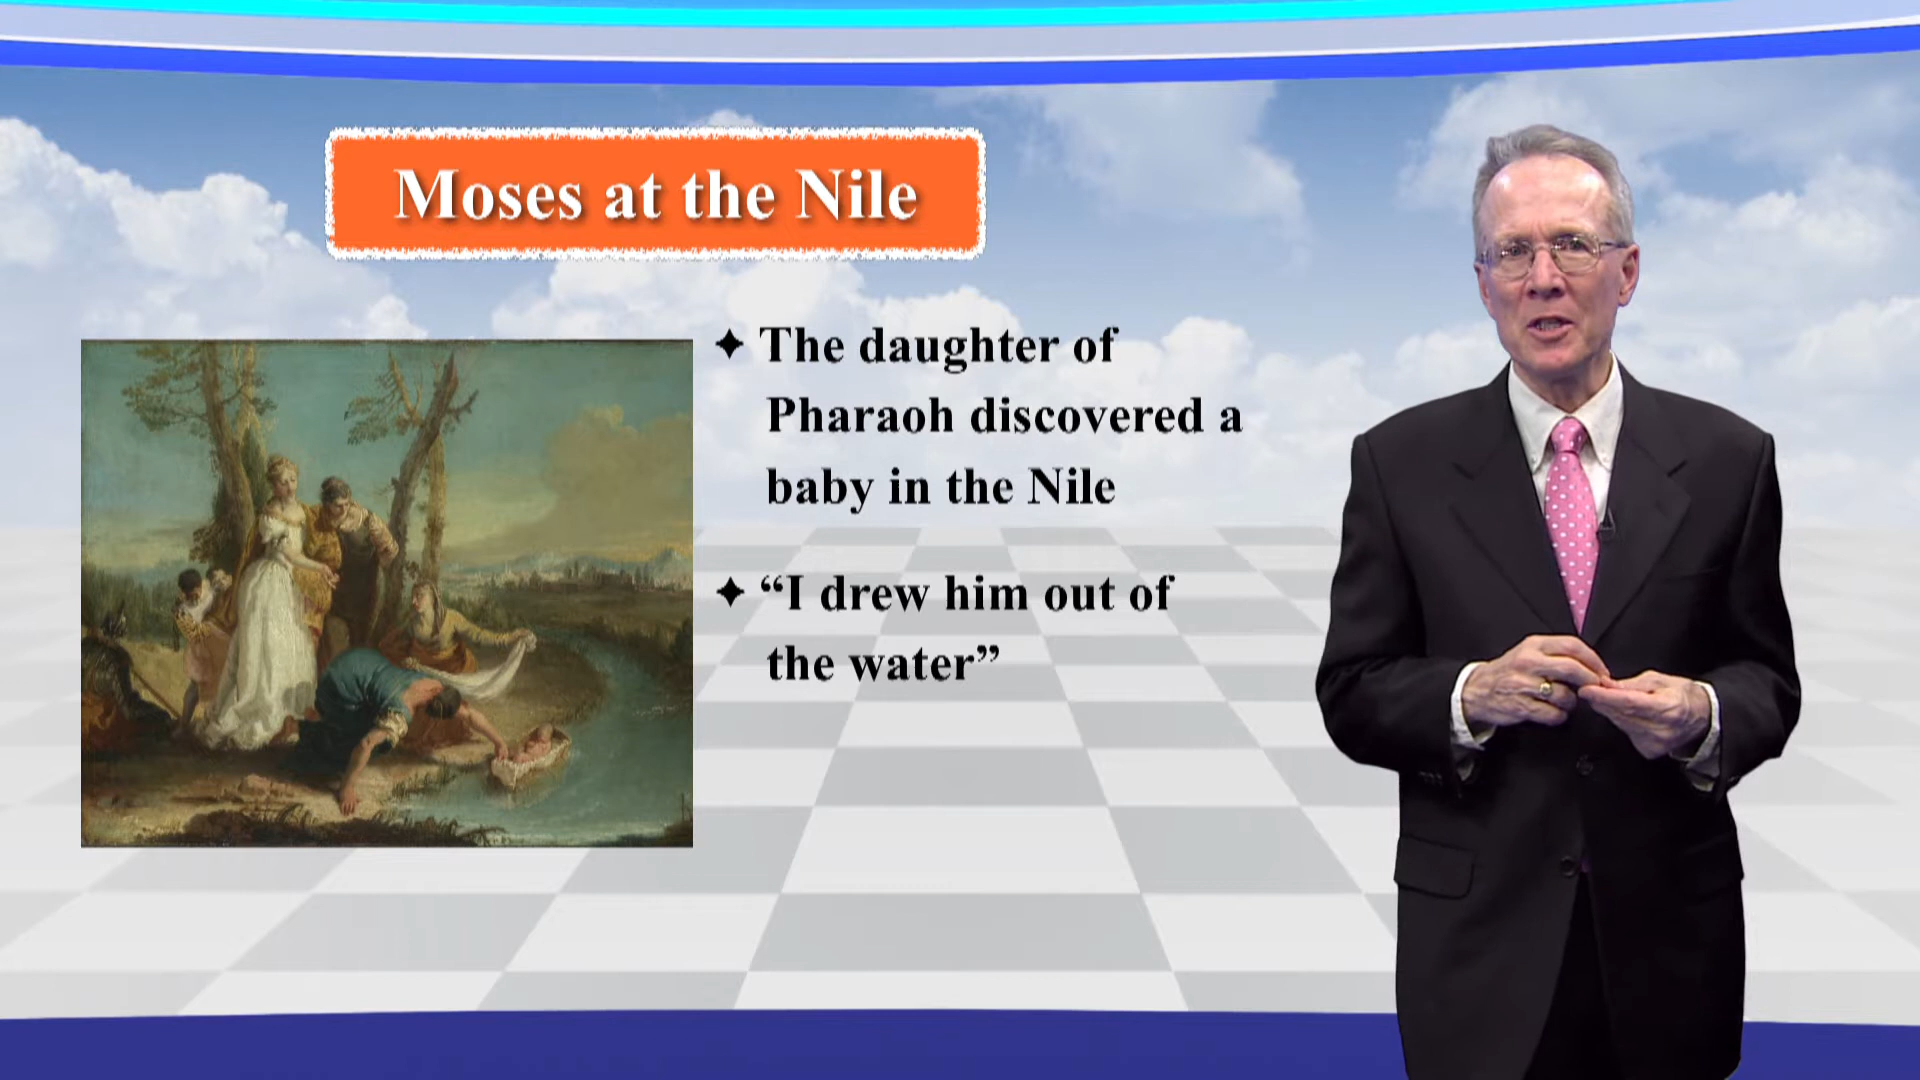 Moses at the Nile
✦ The daughter of
Pharaoh discovered a
baby in the Nile
✦ “I drew him out of
the water”